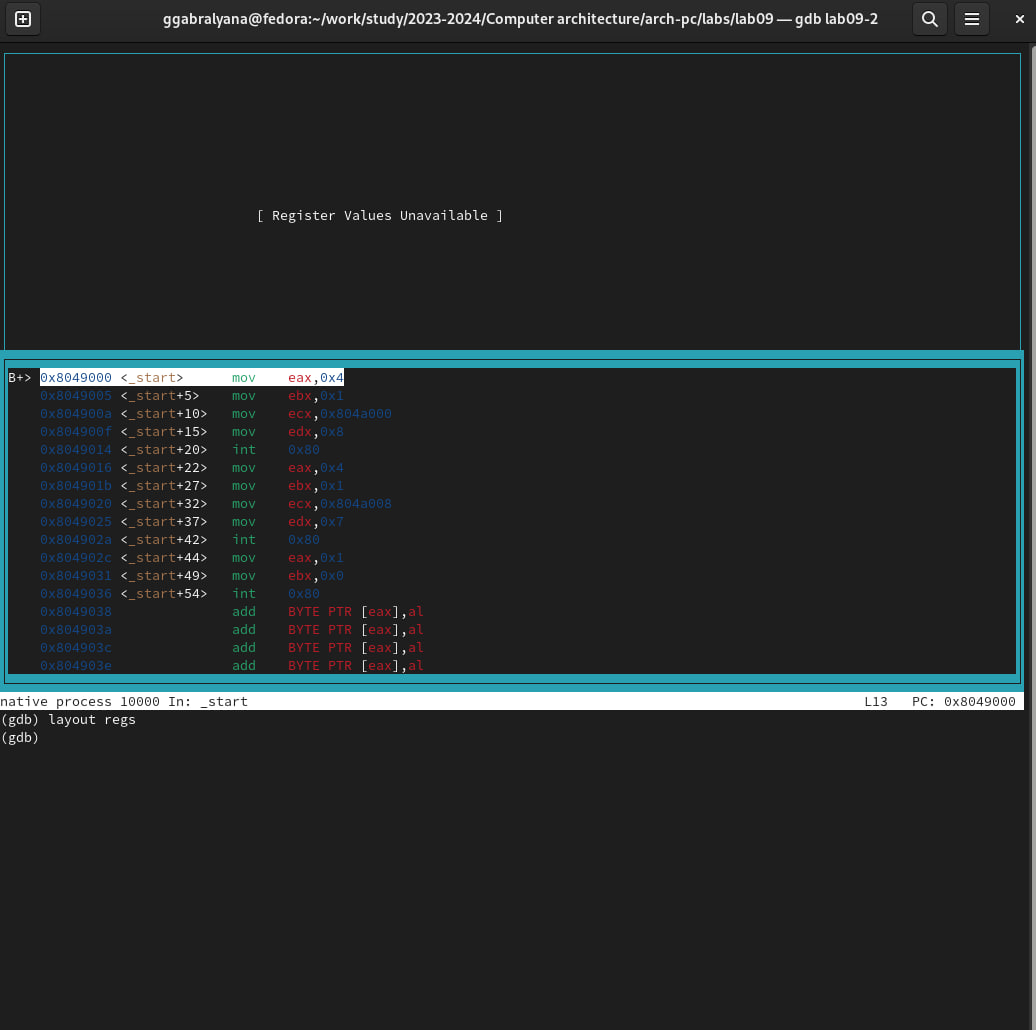 ggabralyana@fedora:~/work/study/2023-2024/Computer architecture/arch-pc/labs/lab09 — gdb lab09-2
[ Register Values Unavailable ]
B+> 0x8049000 <_start>      mov    eax,0x4
0x8049005 <_start+5>    mov    ebx,0x1
0x804900a <_start+10>   mov    ecx,0x804a000
0x804900f <_start+15>   mov    edx,0x8
0x8049014 <_start+20>   int    0x80
0x8049016 <_start+22>   mov    eax,0x4
0x804901b <_start+27>   mov    ebx,0x1
0x8049020 <_start+32>   mov    ecx,0x804a008
0x8049025 <_start+37>   mov    edx,0x7
0x804902a <_start+42>   int    0x80
0x804902c <_start+44>   mov    eax,0x1
0x8049031 <_start+49>   mov    ebx,0x0
0x8049036 <_start+54>   int    0x80
0x8049038               add    BYTE PTR [eax],al
0x804903a               add    BYTE PTR [eax],al
0x804903c               add    BYTE PTR [eax],al
0x804903e               add    BYTE PTR [eax],al
native process 10000 In: _start    L13   PC: 0x8049000
(gdb) layout regs
(gdb)